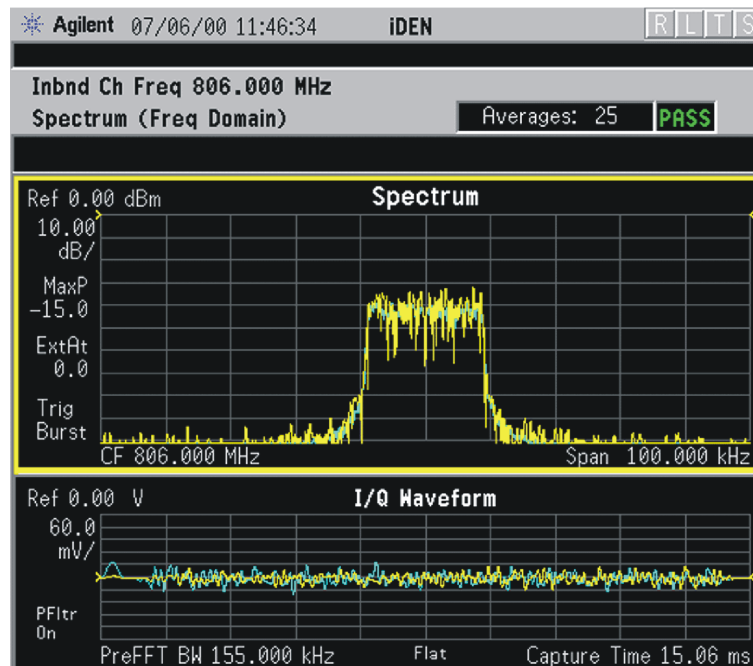 Agilent 07/06/00 11:46:34 iDEN R L T S
Inbnd Ch Freq 806.000 MHz
Spectrum (Freq Domain) Averages: 25 PASS
Ref 0.00 dBm Spectrum
10.00
dB/
MaxP
-15.0
ExtAt
0.0
Trig
Burst
CF 806.000 MHz Span 100.000 kHz
Ref 0.00 V I/Q Waveform
60.0
mV/
PFltr
On
PreFFT BW 155.000 kHz Flat Capture Time 15.06 ms